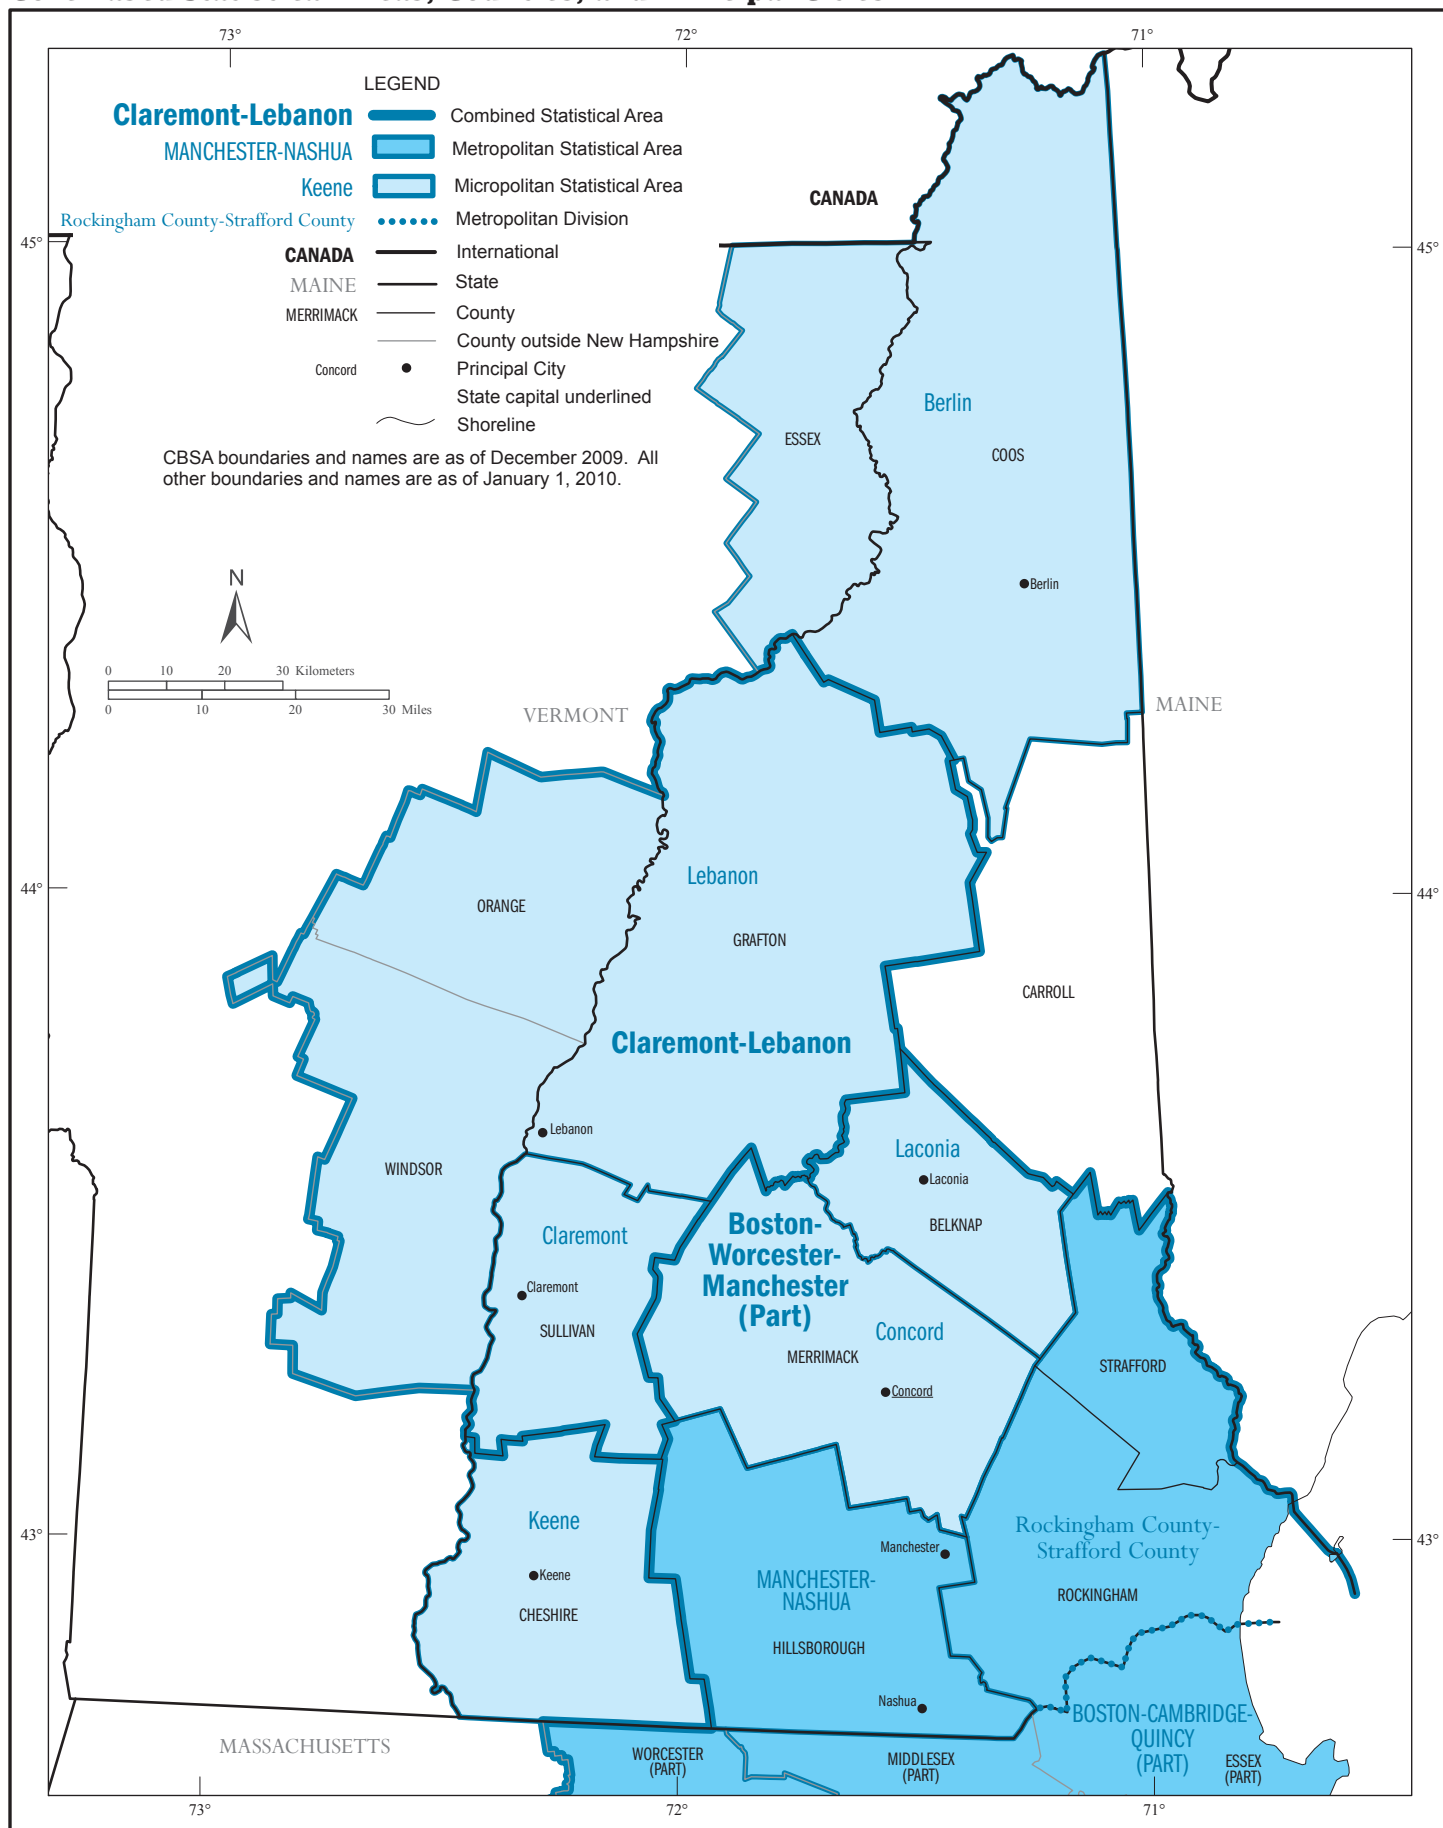 73°
72°
71°
LEGEND
Claremont-Lebanon
Combined Statistical Area
MANCHESTER-NASHUA
Metropolitan Statistical Area
Keene
Micropolitan Statistical Area
Rockingham County-Strafford County
Metropolitan Division
CANADA
International
MAINE
State
MERRIMACK
County
County outside New Hampshire
Concord
Principal City
State capital underlined
Shoreline
CBSA boundaries and names are as of December 2009. All
other boundaries and names are as of January 1, 2010.
CANADA
45°
45°
Berlin
ESSEX
COOS
N
Berlin
0 10 20 30 Kilometers
0 10 20 30 Miles
VERMONT
MAINE
44°
44°
Lebanon
ORANGE
GRAFTON
CARROLL
Claremont-Lebanon
Lebanon
WINDSOR
Laconia
Laconia
BELKNAP
Boston-
Worcester-
Manchester
(Part)
Claremont
Claremont
SULLIVAN
Concord
MERRIMACK
Concord
STRAFFORD
43°
43°
Keene
Keene
CHESHIRE
Rockingham County-
Strafford County
Manchester
MANCHESTER-
NASHUA
ROCKINGHAM
HILLSBOROUGH
Nashua
MASSACHUSETTS
WORCESTER
(PART)
MIDDLESEX
(PART)
BOSTON-CAMBRIDGE-
QUINCY
(PART)
ESSEX
(PART)
73°
72°
71°